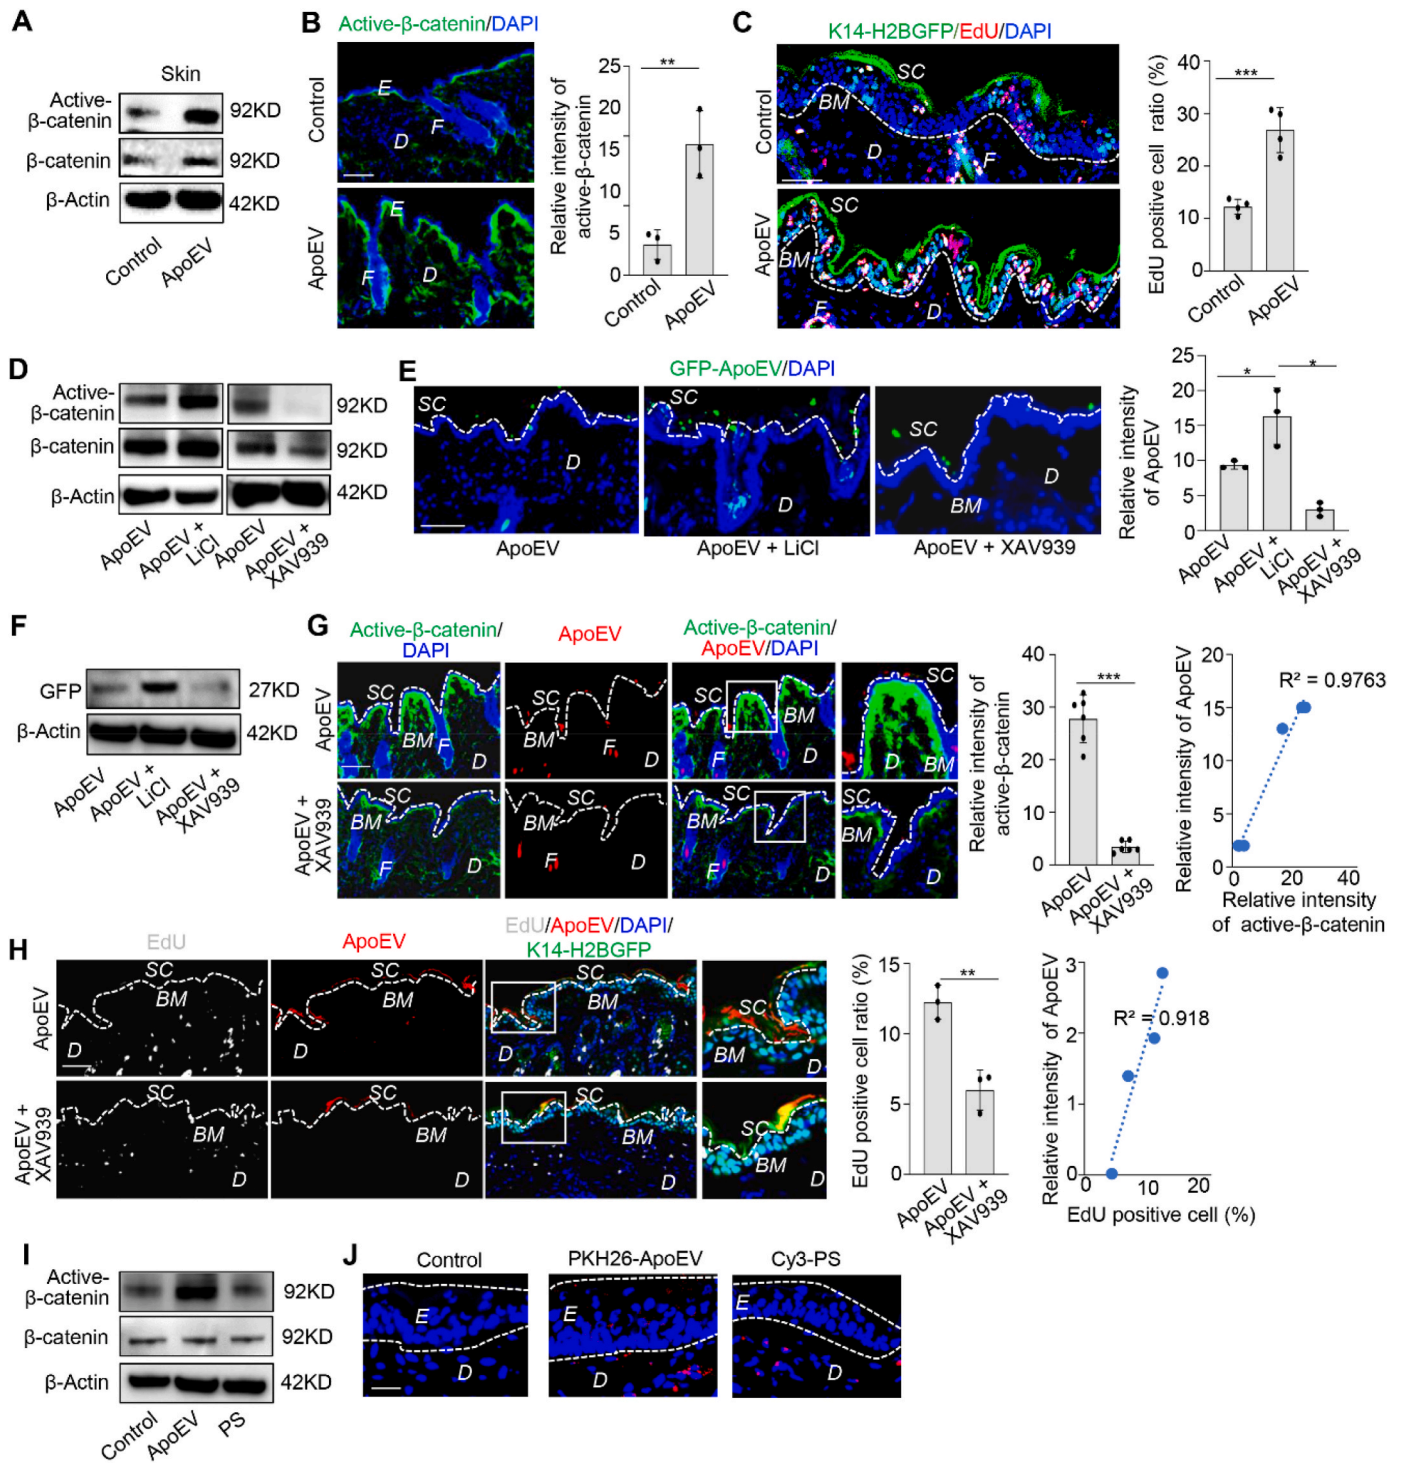 A
Skin
Active-
β-catenin
92KD
β-catenin
92KD
β-Actin
42KD
Control
ApoEV
B
Active-β-catenin/DAPI
Control
E
F
D
ApoEV
E
F
D
Relative intensity of
active-β-catenin
25
20
15
10
5
0
**
Control
ApoEV
C
K14-H2BGFP/EdU/DAPI
Control
SC
BM
D
F
ApoEV
SC
BM
F
D
EdU positive cell ratio (%)
40
30
20
10
0
***
Control
ApoEV
D
Active-
β-catenin
92KD
β-catenin
92KD
β-Actin
42KD
ApoEV
ApoEV +
LiCl
ApoEV
ApoEV +
XAV939
E
GFP-ApoEV/DAPI
SC
D
SC
D
SC
D
BM
ApoEV
ApoEV + LiCl
ApoEV + XAV939
Relative intensity
of ApoEV
25
20
15
10
5
0
*
*
ApoEV
ApoEV +
LiCl
ApoEV +
XAV939
F
GFP
27KD
β-Actin
42KD
ApoEV
ApoEV +
LiCl
ApoEV +
XAV939
G
Active-β-catenin/
DAPI
ApoEV
Active-β-catenin/
ApoEV/DAPI
ApoEV
SC
BM
F
D
SC
BM
F
D
SC
BM
F
D
SC
D
BM
ApoEV +
XAV939
SC
BM
F
D
SC
BM
F
D
SC
BM
F
D
SC
BM
D
Relative intensity of
active-β-catenin
40
30
20
10
0
***
ApoEV
ApoEV +
XAV939
Relative intensity of ApoEV
20
15
10
5
0
R² = 0.9763
0
20
40
Relative intensity
of active-β-catenin
H
EdU
ApoEV
EdU/ApoEV/DAPI/
K14-H2BGFP
ApoEV
SC
BM
D
SC
BM
D
SC
BM
D
SC
BM
D
ApoEV +
XAV939
SC
BM
D
SC
BM
D
SC
BM
D
SC
BM
D
EdU positive cell ratio (%)
15
10
5
0
**
ApoEV
ApoEV +
XAV939
Relative intensity of ApoEV
3
2
1
0
R² = 0.918
0
10
20
EdU positive cell (%)
I
Active-
β-catenin
92KD
β-catenin
92KD
β-Actin
42KD
Control
ApoEV
PS
J
Control
PKH26-ApoEV
Cy3-PS
E
D
E
D
E
D